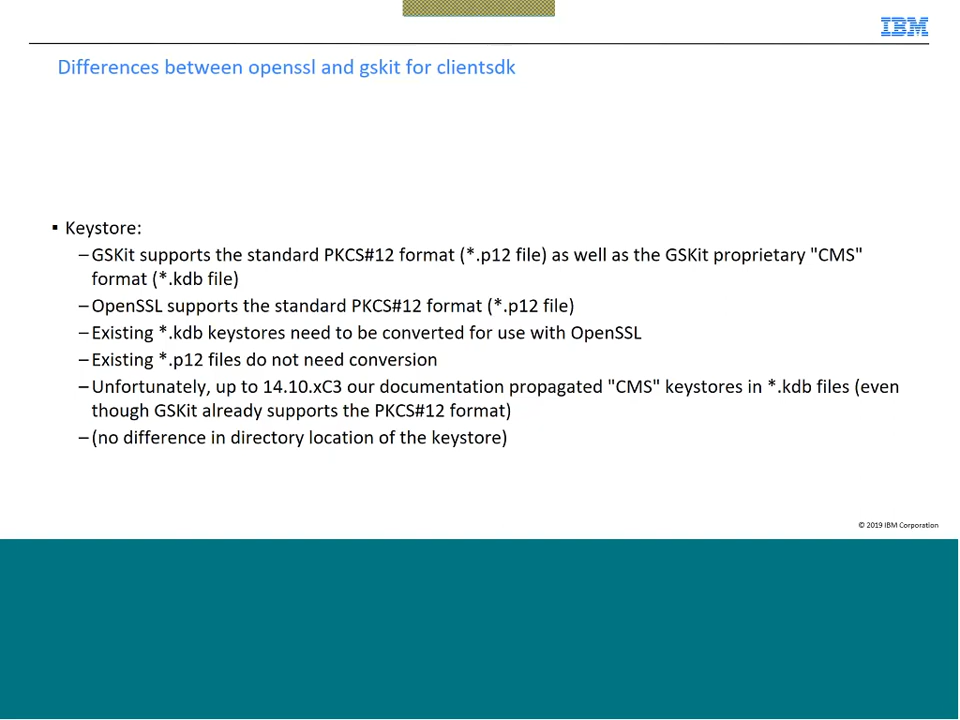 IBM
Differences between openssl and gskit for clientsdk
▪ Keystore:
–GSKit supports the standard PKCS#12 format (*.p12 file) as well as the GSKit proprietary "CMS"
format (*.kdb file)
–OpenSSL supports the standard PKCS#12 format (*.p12 file)
–Existing *.kdb keystores need to be converted for use with OpenSSL
–Existing *.p12 files do not need conversion
–Unfortunately, up to 14.10.xC3 our documentation propagated "CMS" keystores in *.kdb files (even
though GSKit already supports the PKCS#12 format)
–(no difference in directory location of the keystore)
© 2019 IBM Corporation